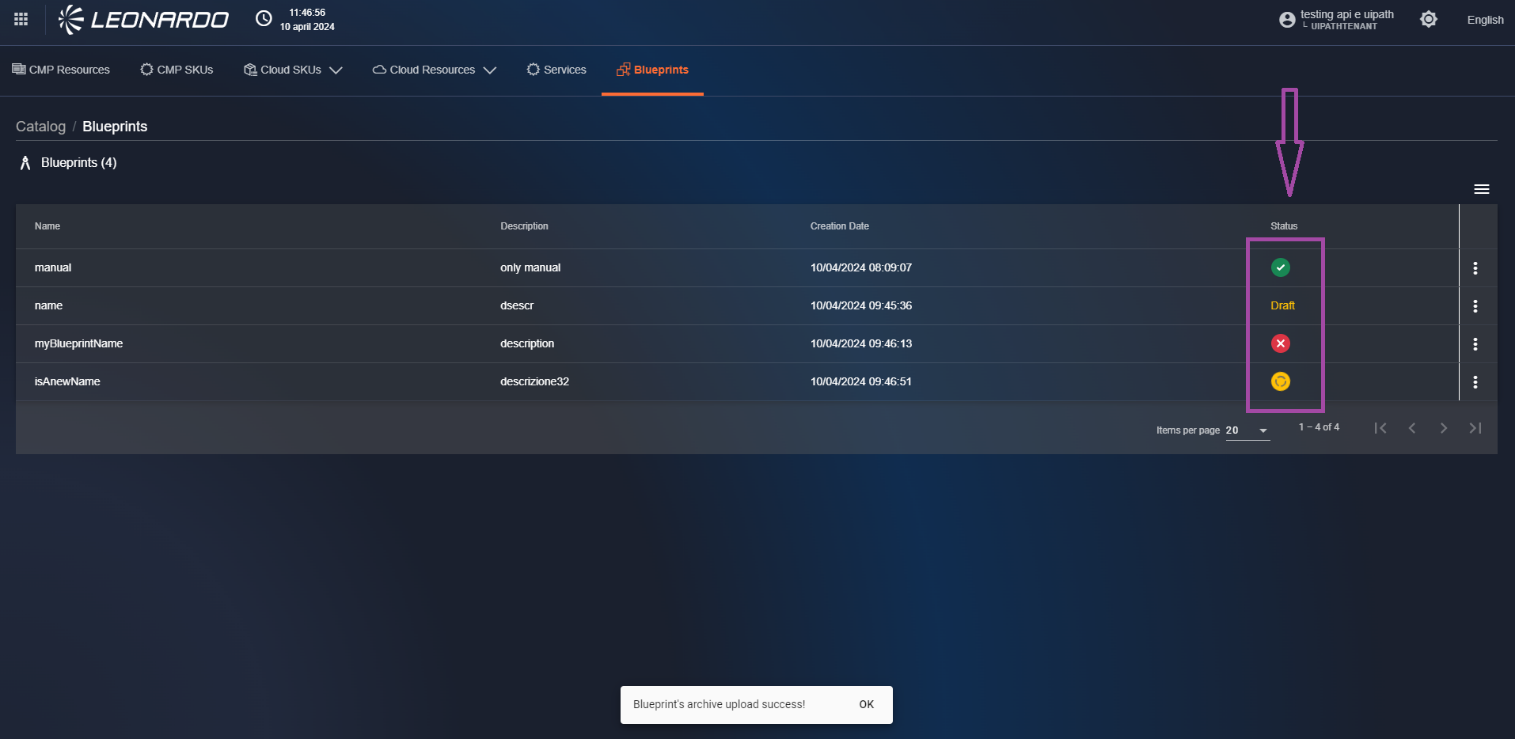 LEONARDO
11:46:56
10 april 2024
testing api e uipath
UIPATHTENANT
English
CMP Resources
CMP SKUs
Cloud SKUs
Cloud Resources
Services
Blueprints
Catalog / Blueprints
Blueprints (4)
Name Description Creation Date Status
manual only manual 10/04/2024 08:09:07
name dsescr 10/04/2024 09:45:36 Draft
myBlueprintName description 10/04/2024 09:46:13
isAnewName descrizione32 10/04/2024 09:46:51
Items per page 20 1 – 4 of 4
Blueprint's archive upload success! OK